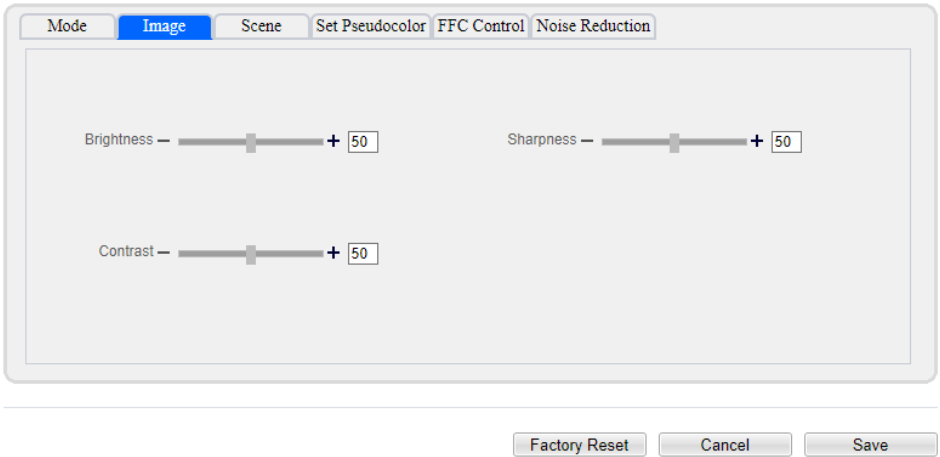 Mode Image Scene Set Pseudocolor FFC Control Noise Reduction
Brightness − + 50 Sharpness − + 50
Contrast − + 50
Factory Reset Cancel Save